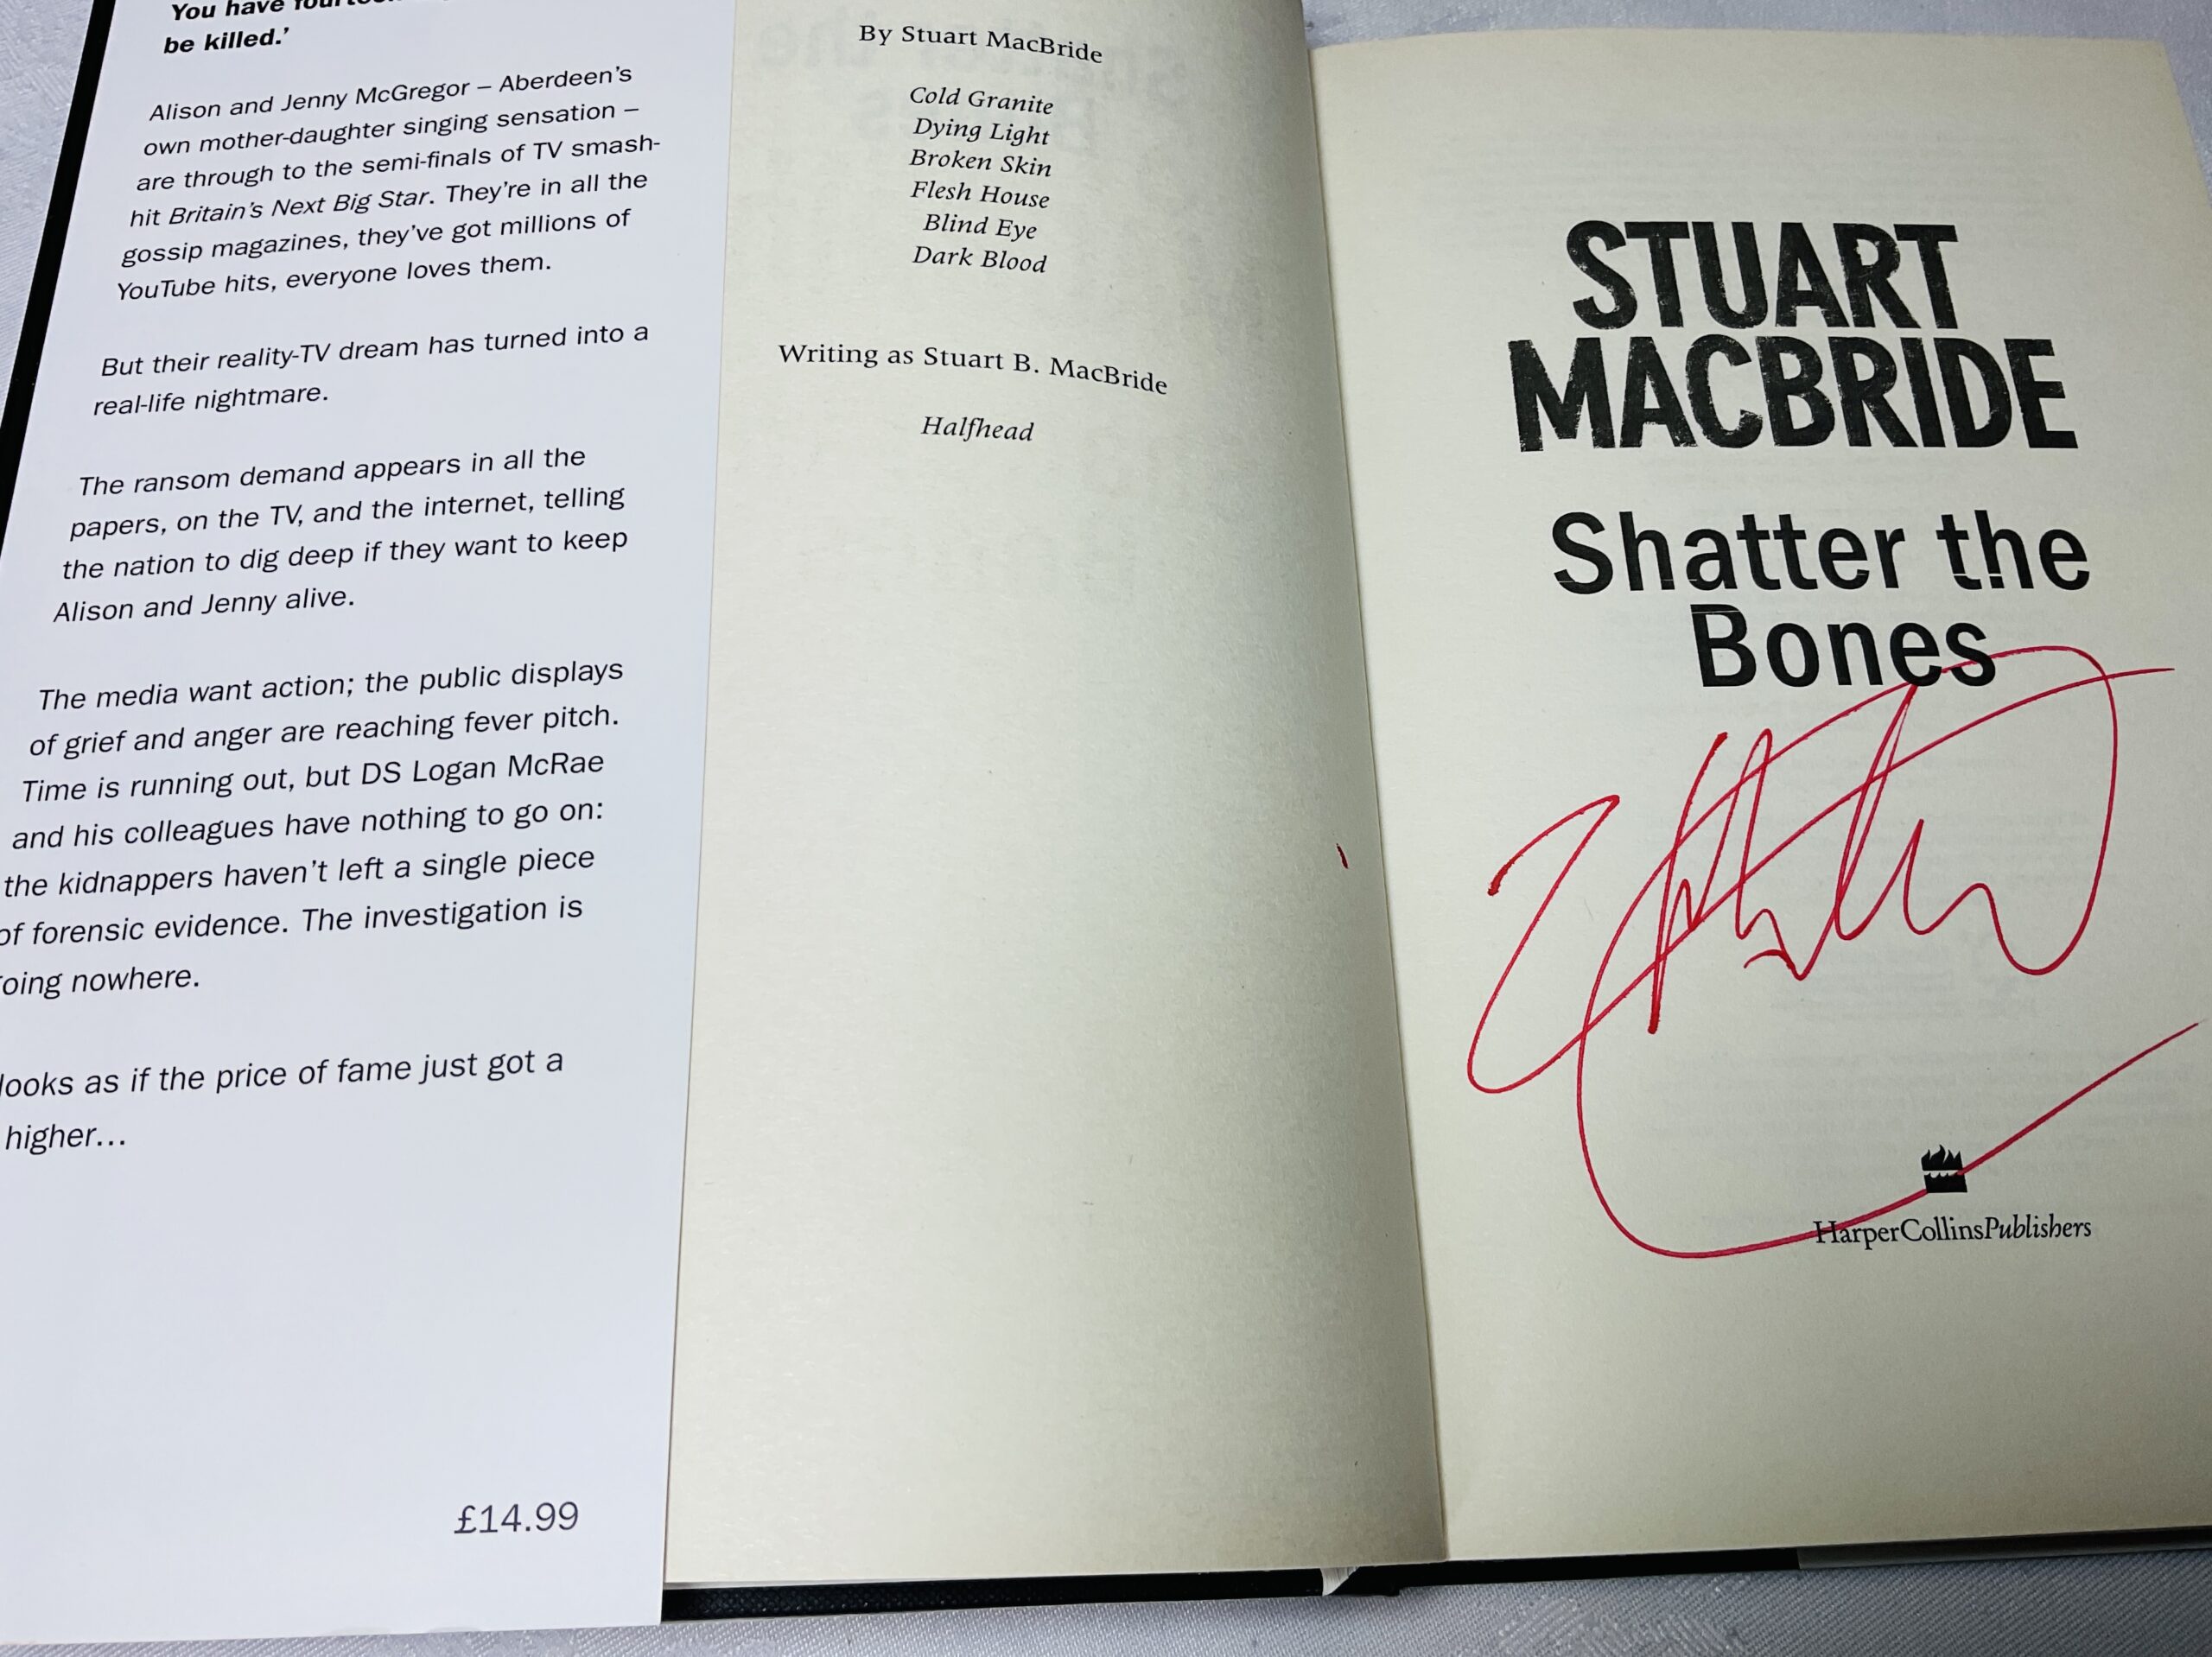 You have
be killed.'
Alison and Jenny McGregor – Aberdeen's
own mother-daughter singing sensation –
are through to the semi-finals of TV smash-
hit Britain's Next Big Star. They're in all the
gossip magazines, they've got millions of
YouTube hits, everyone loves them.
But their reality-TV dream has turned into a
real-life nightmare.
The ransom demand appears in all the
papers, on the TV, and the internet, telling
the nation to dig deep if they want to keep
Alison and Jenny alive.
The media want action; the public displays
of grief and anger are reaching fever pitch.
Time is running out, but DS Logan McRae
and his colleagues have nothing to go on:
the kidnappers haven't left a single piece
of forensic evidence. The investigation is
oing nowhere.
looks as if the price of fame just got a
higher...
£14.99
By Stuart MacBride
Cold Granite
Dying Light
Broken Skin
Flesh House
Blind Eye
Dark Blood
Writing as Stuart B. MacBride
Halfhead
STUART
MACBRIDE
Shatter the
Bones
HarperCollinsPublishers